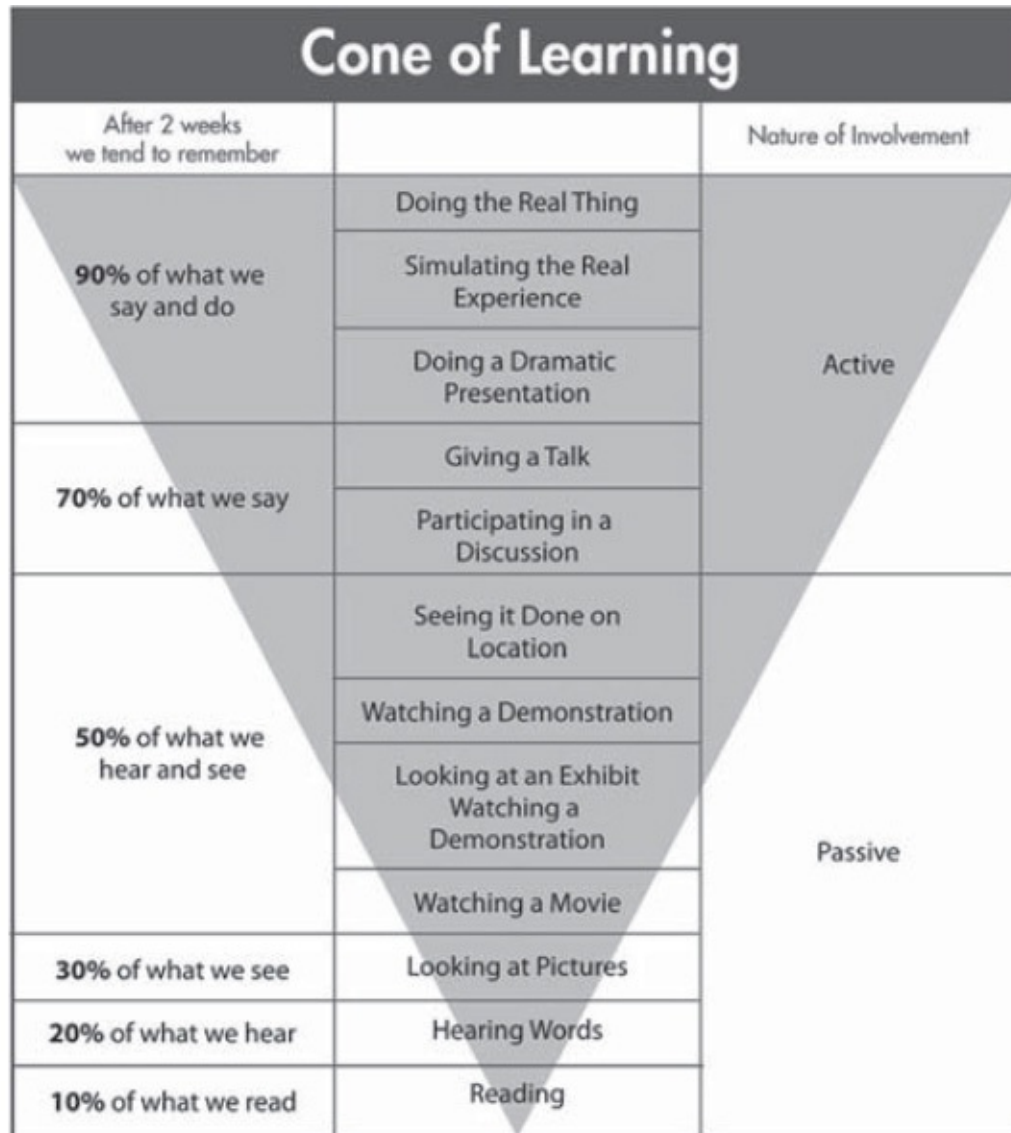 Cone of Learning
After 2 weeks
we tend to remember
Nature of Involvement
90% of what we
say and do
Doing the Real Thing
Simulating the Real
Experience
Doing a Dramatic
Presentation
Active
70% of what we say
Giving a Talk
Participating in a
Discussion
50% of what we
hear and see
Seeing it Done on
Location
Watching a Demonstration
Looking at an Exhibit
Watching a
Demonstration
Watching a Movie
Passive
30% of what we see
Looking at Pictures
20% of what we hear
Hearing Words
10% of what we read
Reading